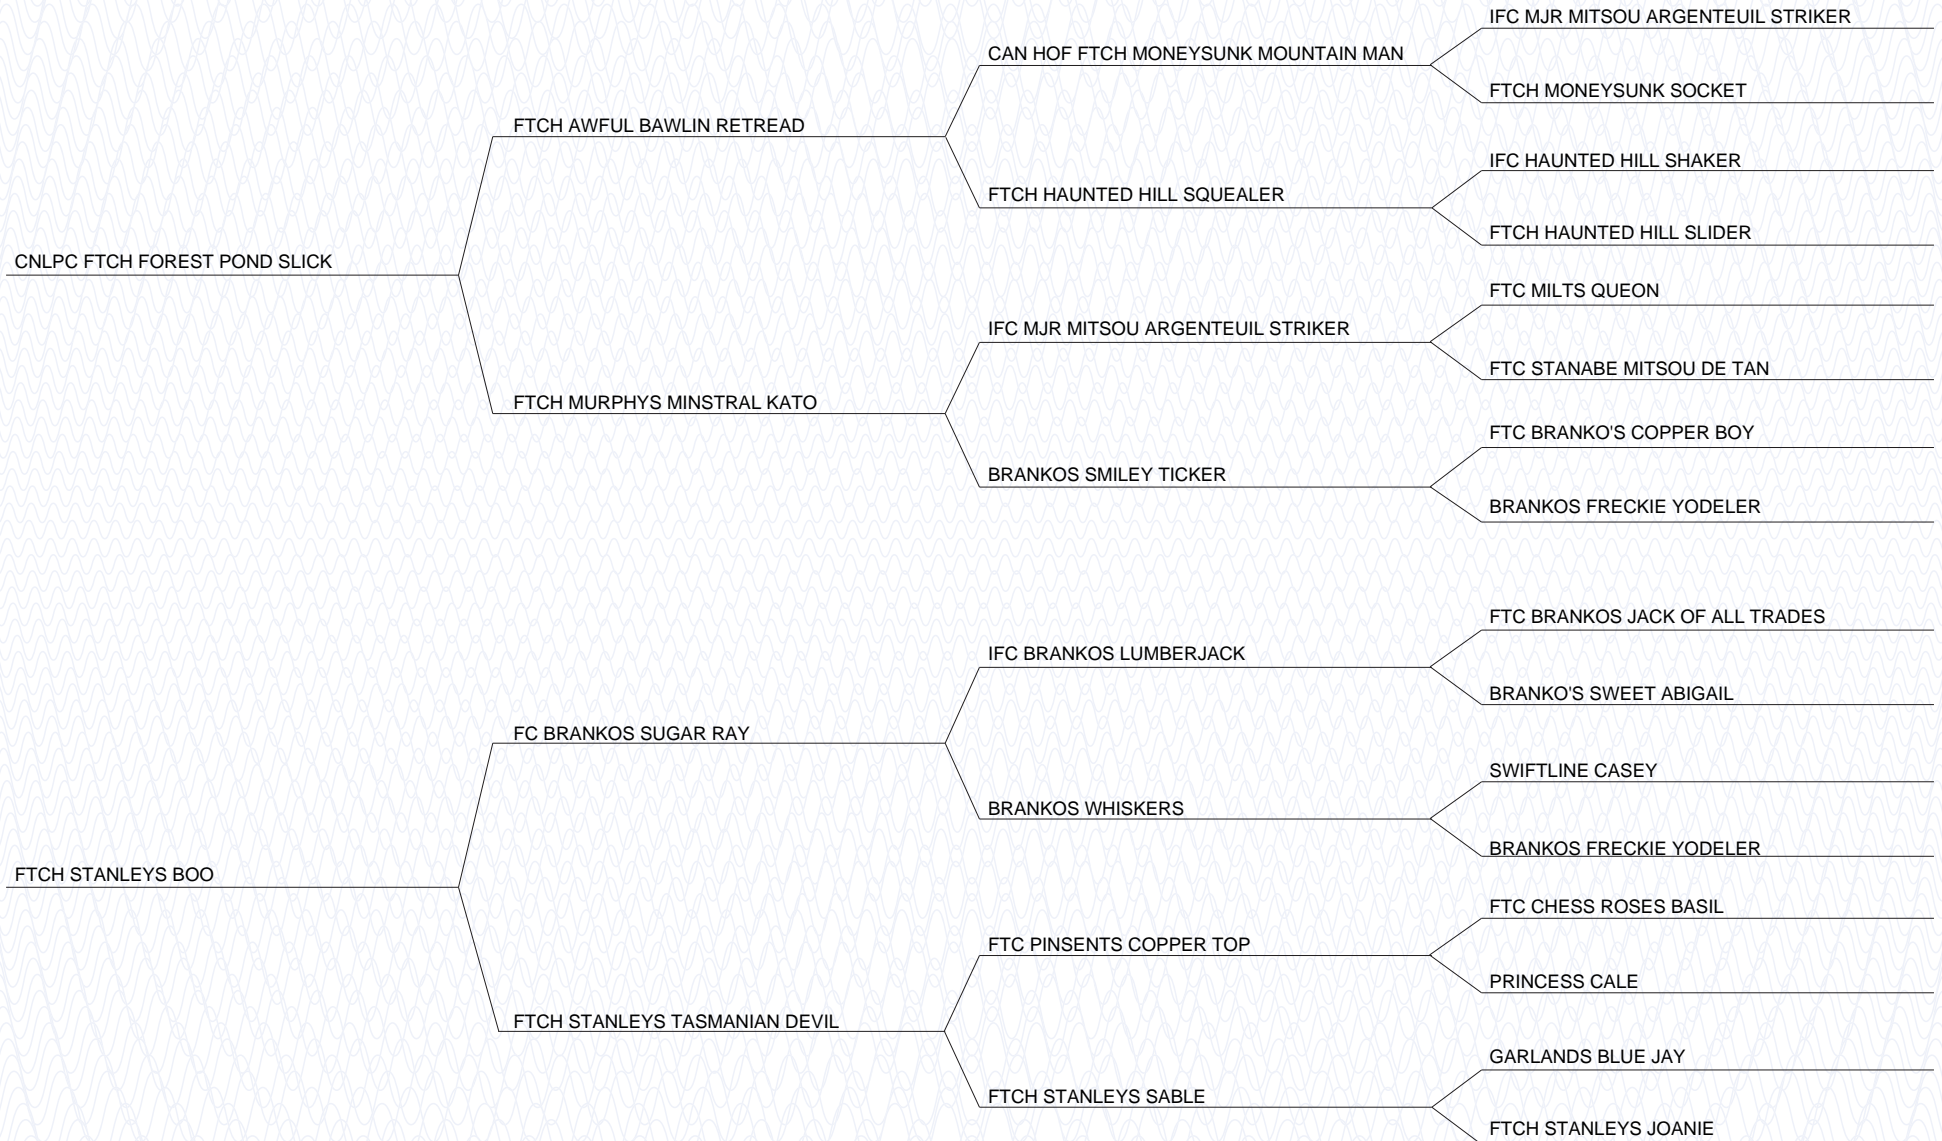 IFC MJR MITSOU ARGENTEUIL STRIKER
CAN HOF FTCH MONEYSUNK MOUNTAIN MAN
FTCH MONEYSUNK SOCKET
FTCH AWFUL BAWLIN RETREAD
IFC HAUNTED HILL SHAKER
FTCH HAUNTED HILL SQUEALER
FTCH HAUNTED HILL SLIDER
CNLPC FTCH FOREST POND SLICK
FTC MILTS QUEON
IFC MJR MITSOU ARGENTEUIL STRIKER
FTC STANABE MITSOU DE TAN
FTCH MURPHYS MINSTRAL KATO
FTC BRANKO'S COPPER BOY
BRANKOS SMILEY TICKER
BRANKOS FRECKIE YODELER
FTC BRANKOS JACK OF ALL TRADES
IFC BRANKOS LUMBERJACK
BRANKO'S SWEET ABIGAIL
FC BRANKOS SUGAR RAY
SWIFTLINE CASEY
BRANKOS WHISKERS
BRANKOS FRECKIE YODELER
FTCH STANLEYS BOO
FTC CHESS ROSES BASIL
FTC PINSENTS COPPER TOP
PRINCESS CALE
FTCH STANLEYS TASMANIAN DEVIL
GARLANDS BLUE JAY
FTCH STANLEYS SABLE
FTCH STANLEYS JOANIE